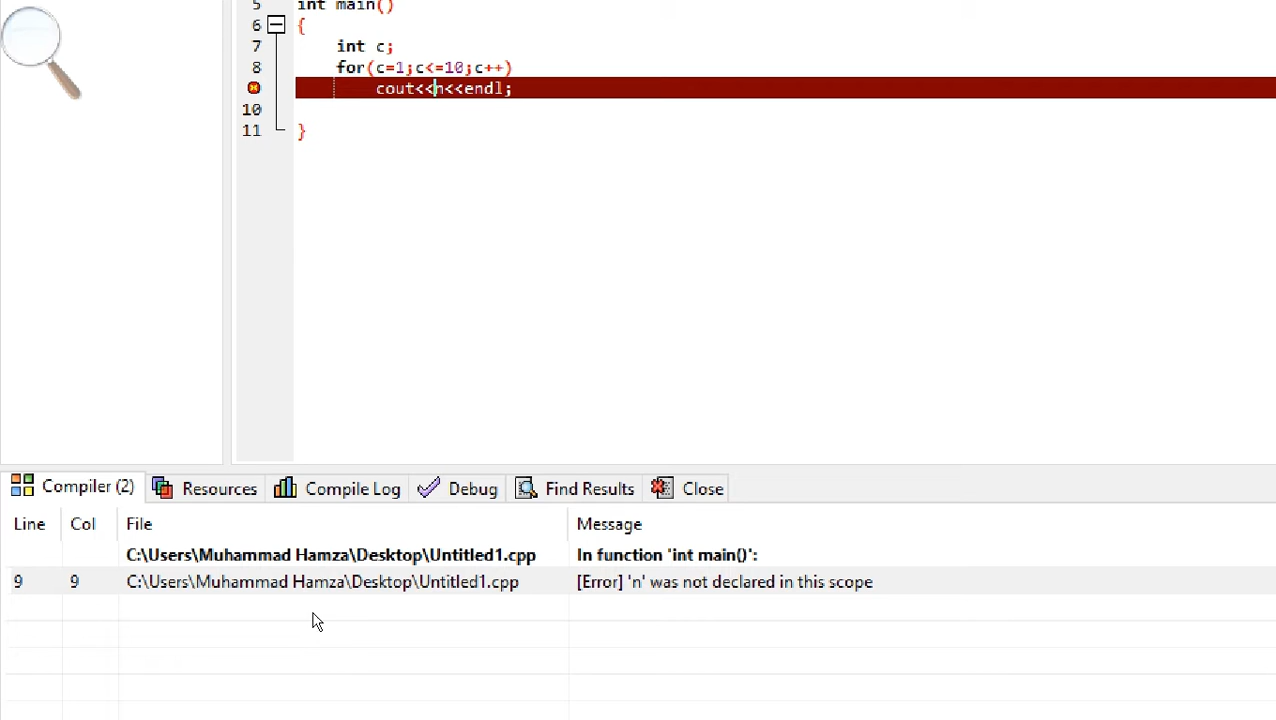 5 int main()
6 {
7 int c;
8 for(c=1;c<=10;c++)
cout<<n<<endl;
10
11 }
Compiler (2) Resources Compile Log Debug Find Results Close
Line Col File Message
C:\Users\Muhammad Hamza\Desktop\Untitled1.cpp In function 'int main()':
9 9 C:\Users\Muhammad Hamza\Desktop\Untitled1.cpp [Error] 'n' was not declared in this scope